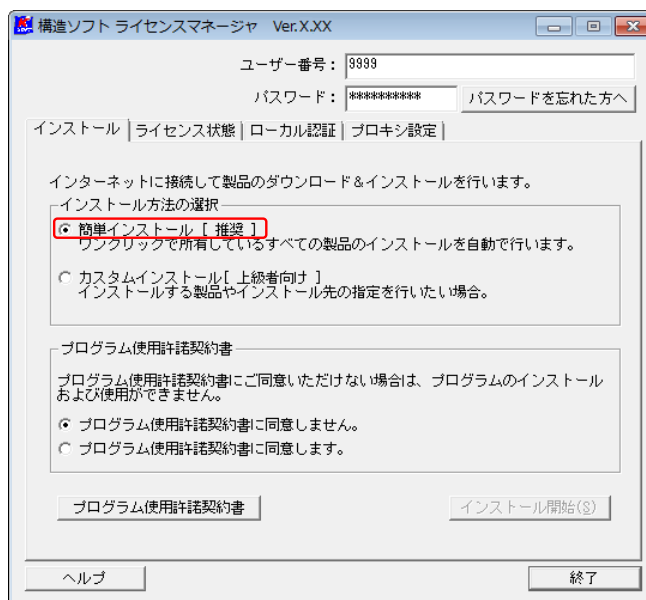 構造ソフト ライセンスマネージャ Ver.X.XX
ユーザー番号： 9999
パスワード： ********** パスワードを忘れた方へ
インストール ライセンス状態 ローカル認証 プロキシ設定
インターネットに接続して製品のダウンロード＆インストールを行います。
インストール方法の選択
簡単インストール [ 推奨 ]
ワンクリックで所有しているすべての製品のインストールを自動で行います。
カスタムインストール[ 上級者向け ]
インストールする製品やインストール先の指定を行いたい場合。
プログラム使用許諾契約書
プログラム使用許諾契約書にご同意いただけない場合は、プログラムのインストール
および使用ができません。
プログラム使用許諾契約書に同意しません。
プログラム使用許諾契約書に同意します。
プログラム使用許諾契約書 インストール開始(S)
ヘルプ 終了